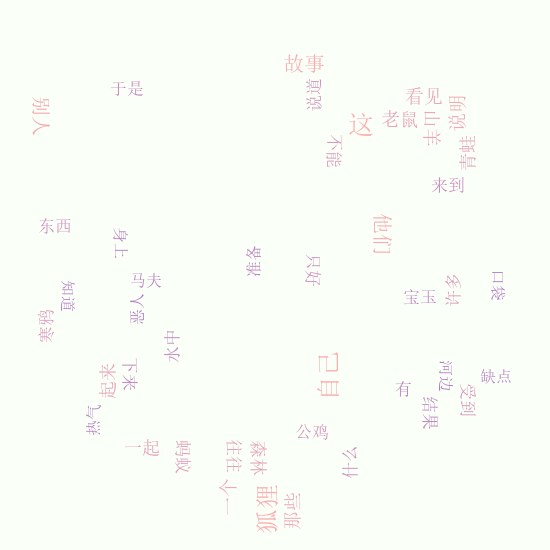 故事
于是
说道
看见
别人
这
老鼠
山羊
说明
不能
青蛙
来到
东西
他们
身上
准备
只好
马夫
知道
恶人
宝玉
许多
口袋
寒鸦
水中
起来
下来
自己
有
河边
缺点
受到
结果
热气
公鸡
一起
蚂蚁
往往
森林
什么
一个
狐狸
那些